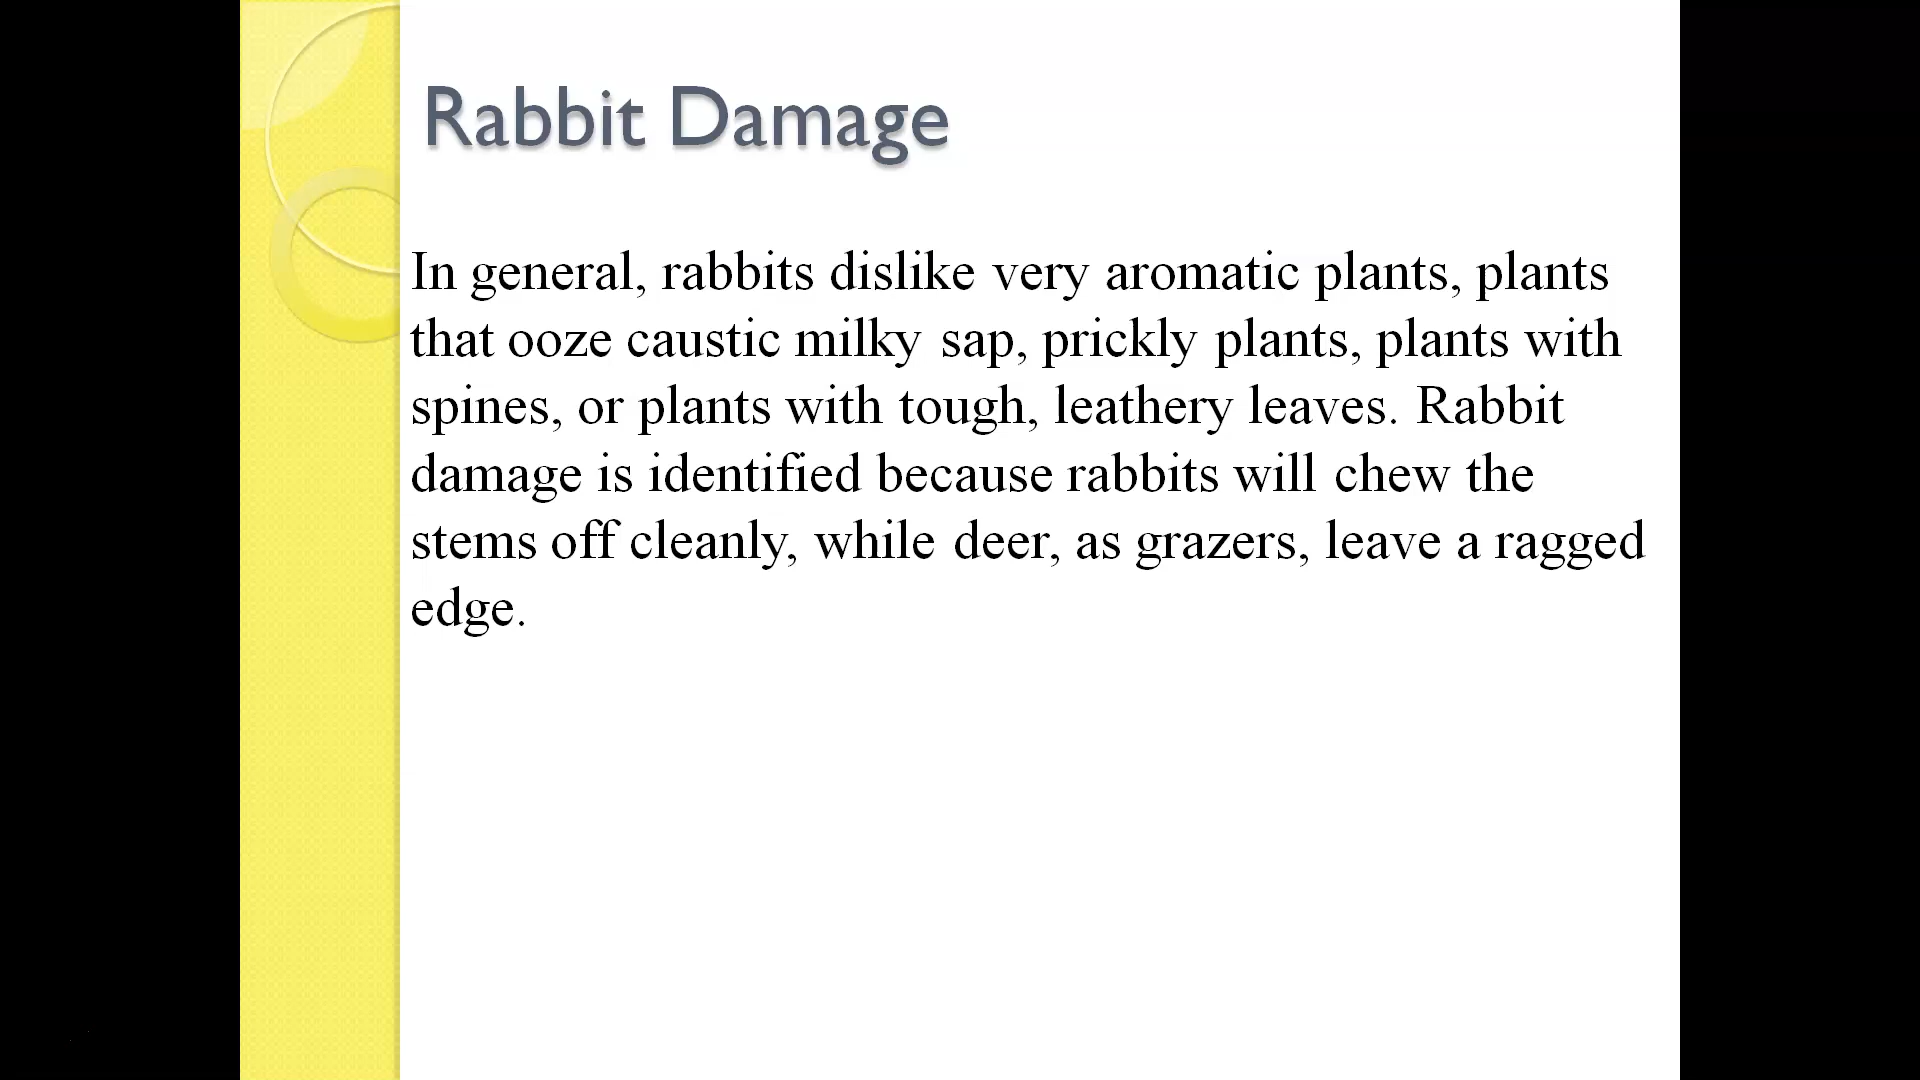 Rabbit Damage
In general, rabbits dislike very aromatic plants, plants
that ooze caustic milky sap, prickly plants, plants with
spines, or plants with tough, leathery leaves. Rabbit
damage is identified because rabbits will chew the
stems off cleanly, while deer, as grazers, leave a ragged
edge.